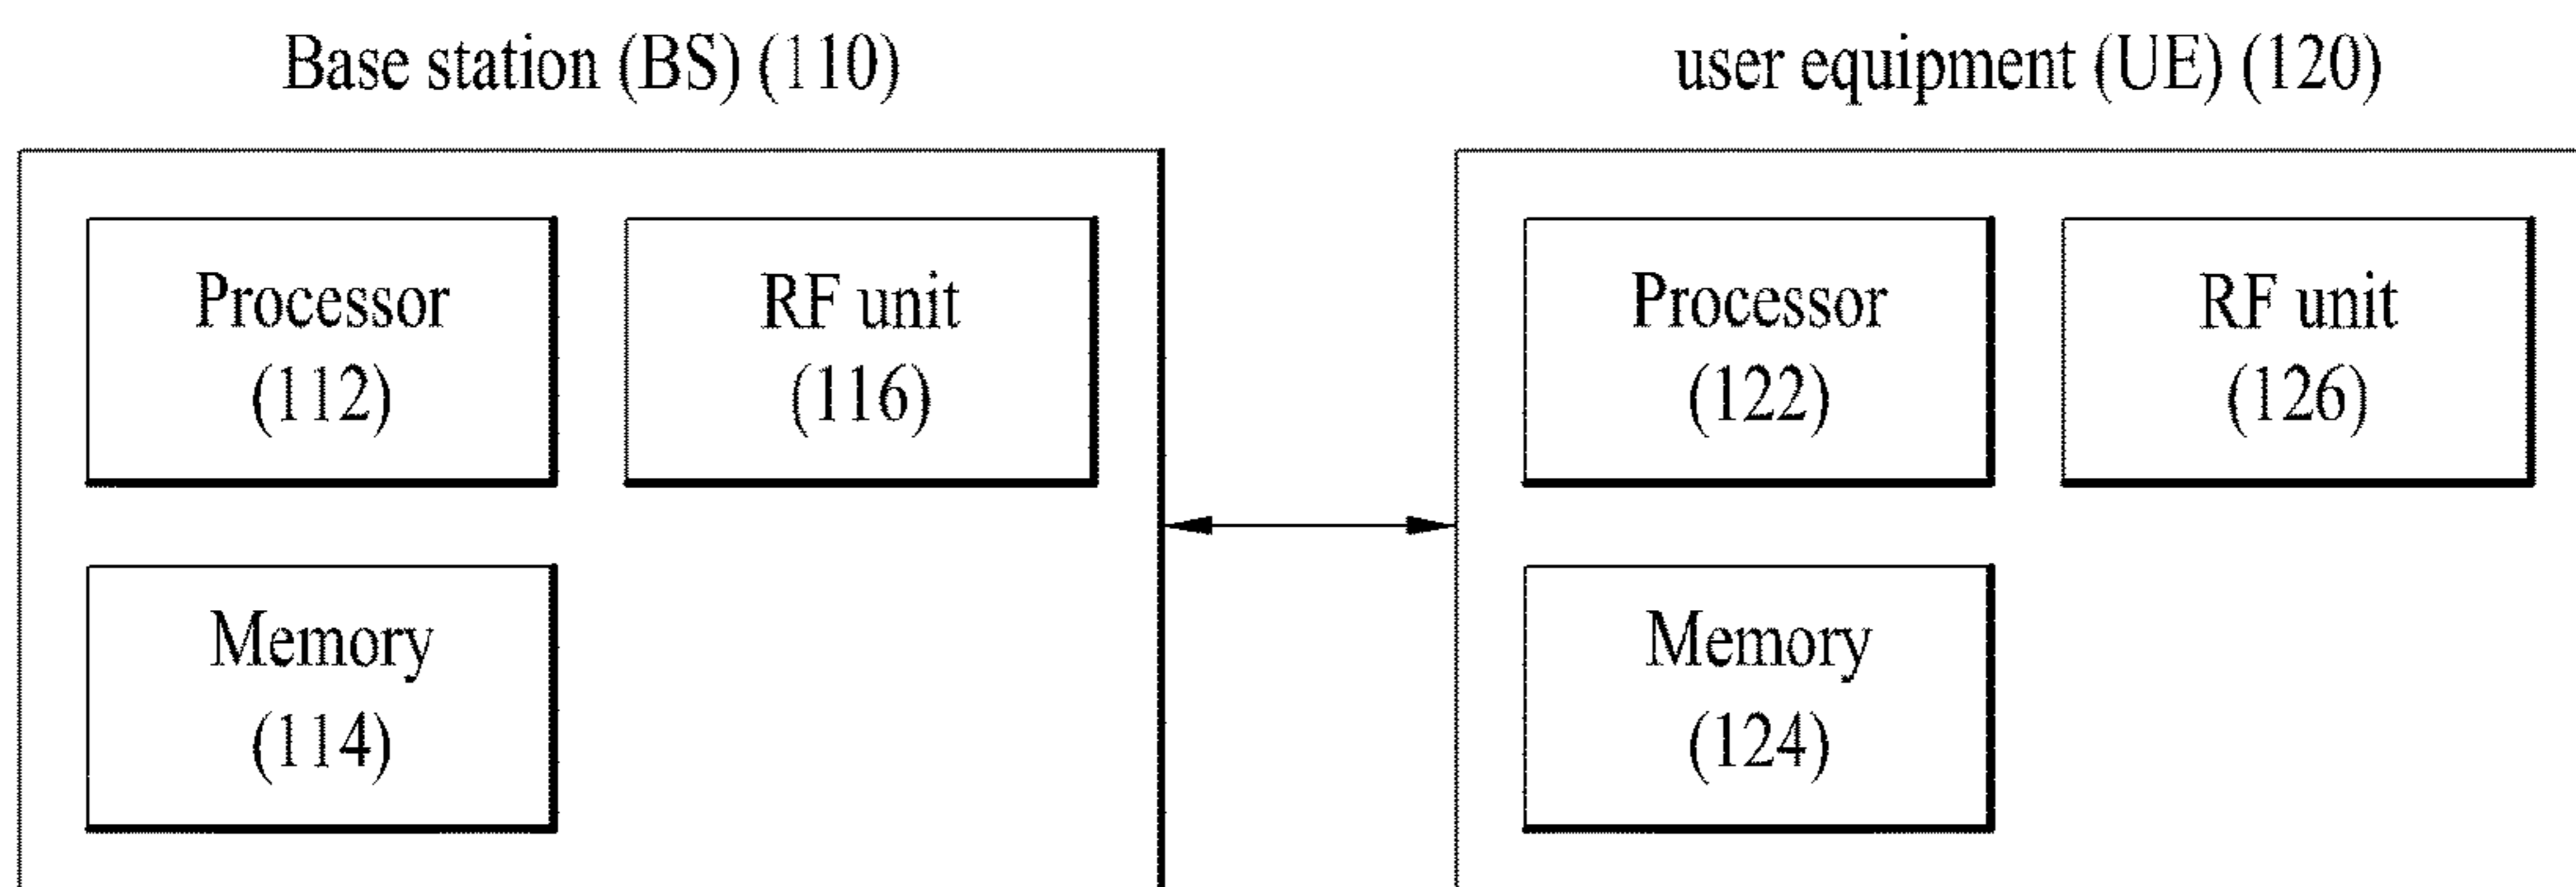 Base station (BS) (110)
user equipment (UE) (120)
Processor
(112)
RF unit
(116)
Processor
(122)
RF unit
(126)
Memory
(114)
Memory
(124)